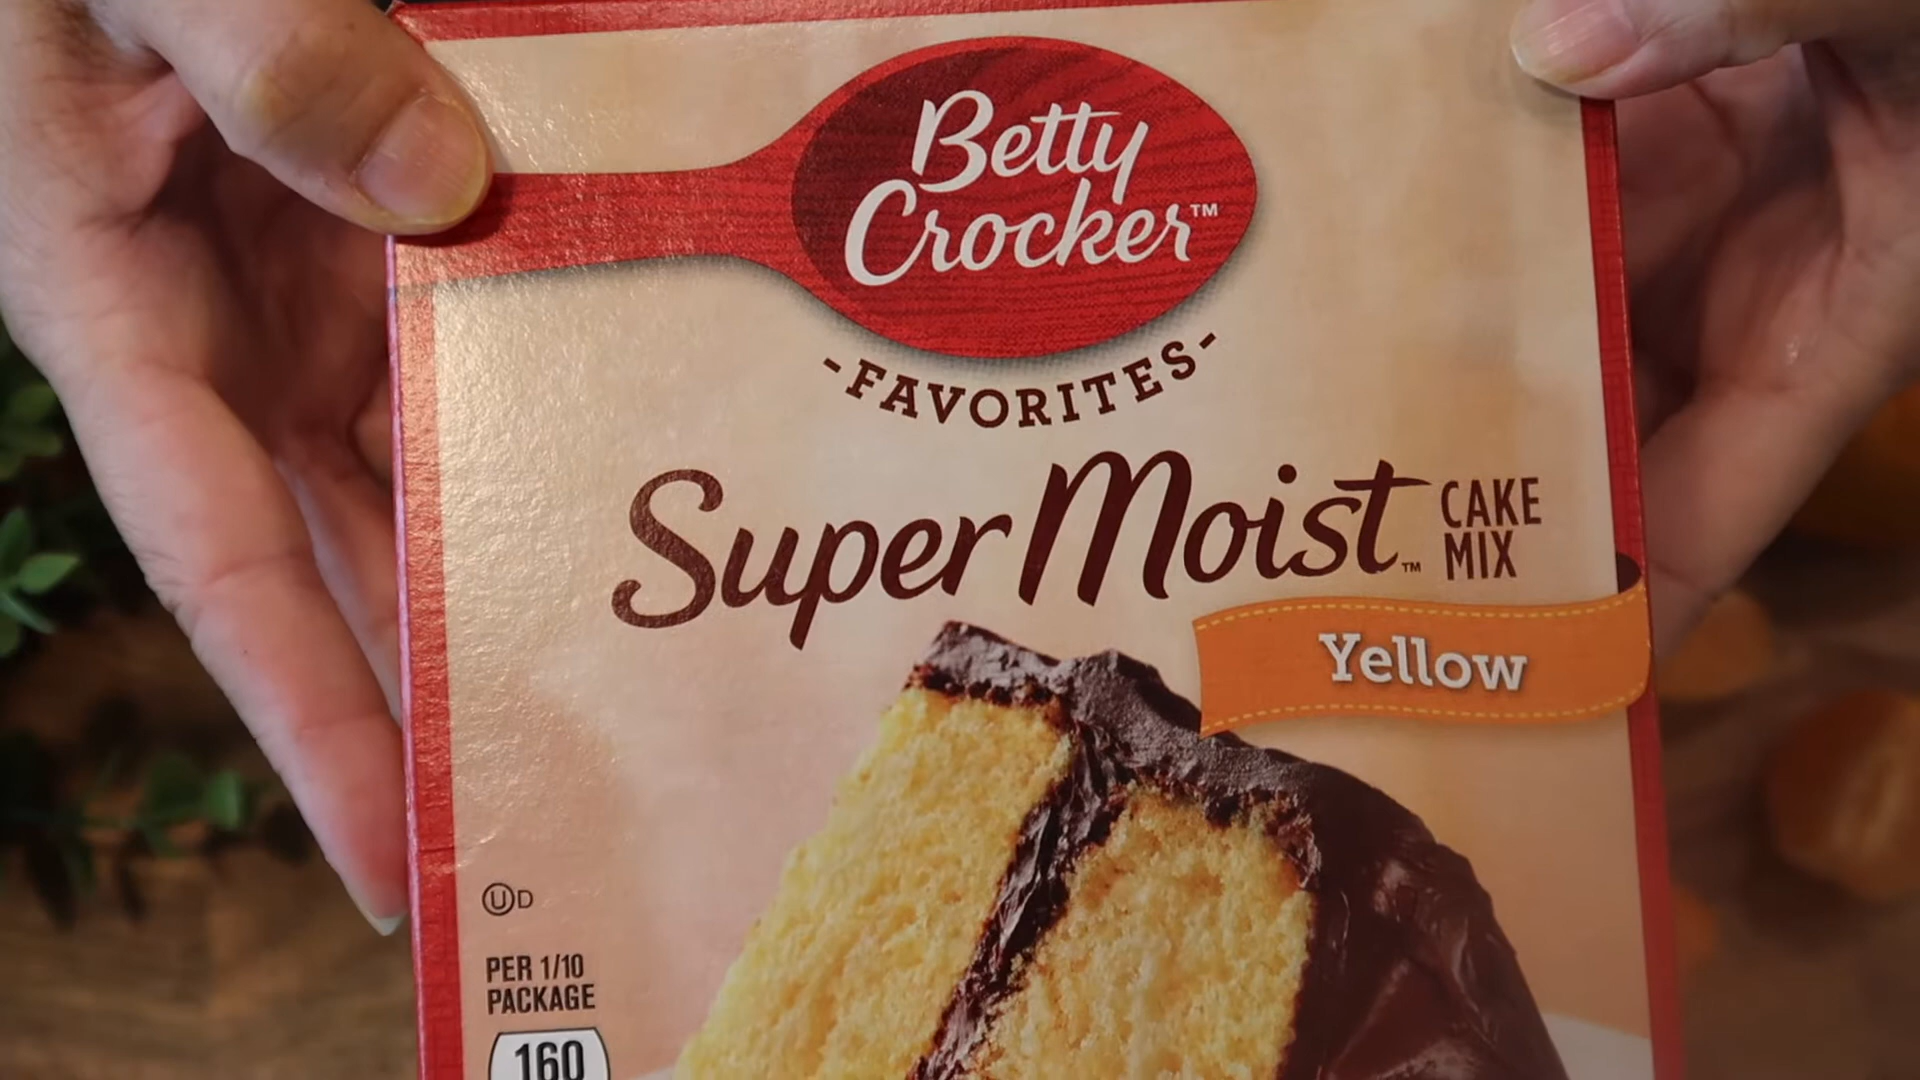 Betty
Crocker™
-FAVORITES-
Super Moist™ CAKE
MIX
Yellow
UD
PER 1/10
PACKAGE
160